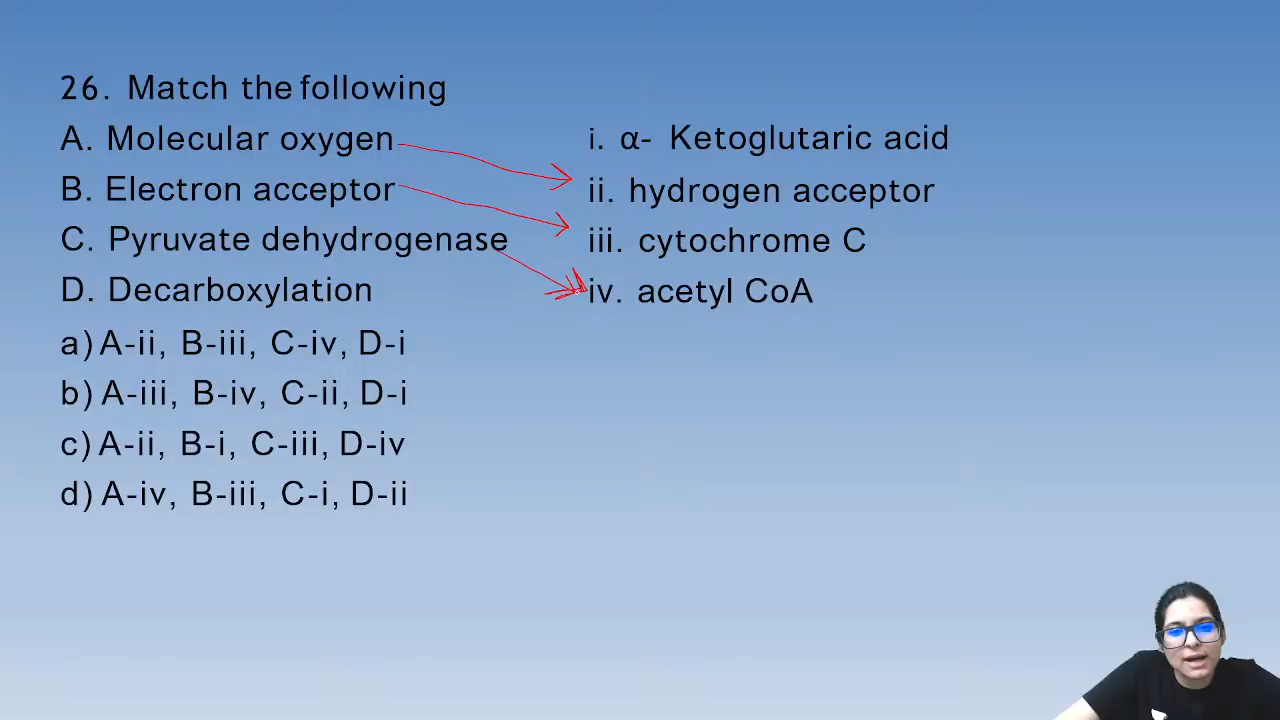 26. Match the following
A. Molecular oxygen i. α- Ketoglutaric acid
B. Electron acceptor ii. hydrogen acceptor
C. Pyruvate dehydrogenase iii. cytochrome C
D. Decarboxylation iv. acetyl CoA
a) A-ii, B-iii, C-iv, D-i
b) A-iii, B-iv, C-ii, D-i
c) A-ii, B-i, C-iii, D-iv
d) A-iv, B-iii, C-i, D-ii